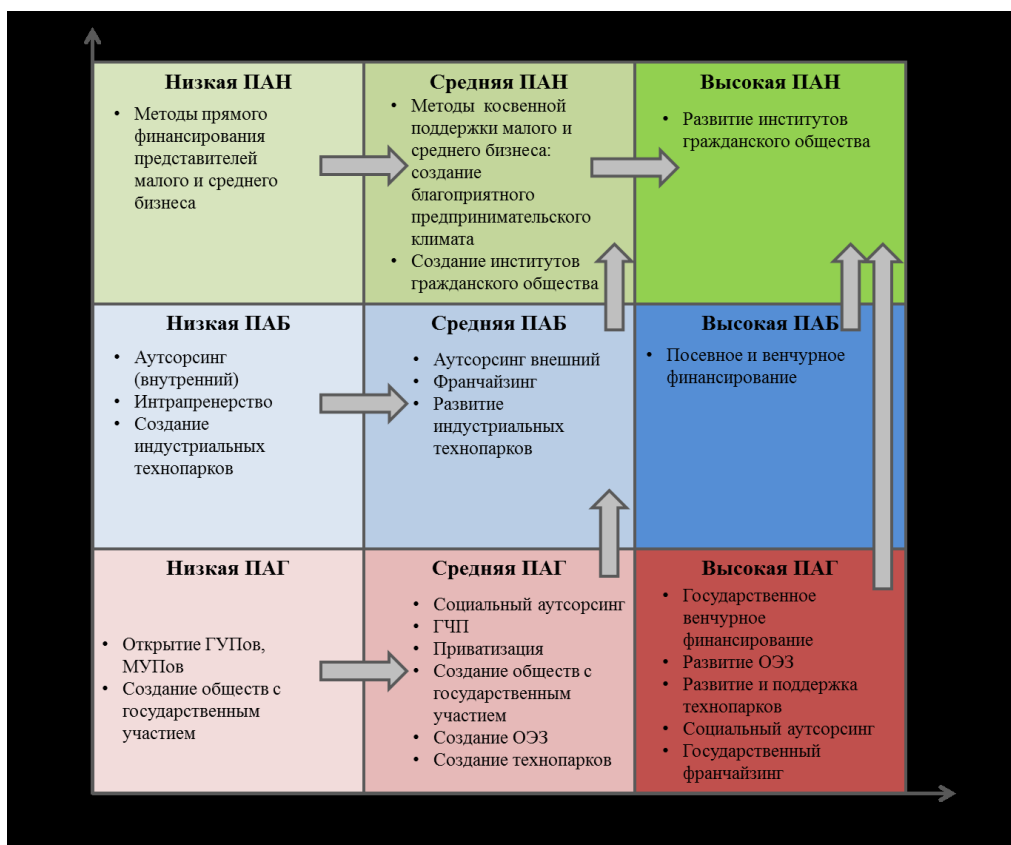 Низкая ПАН
• Методы прямого
финансирования
представителей
малого и среднего
бизнеса
Средняя ПАН
• Методы косвенной
поддержки малого и
среднего бизнеса:
создание
благоприятного
предпринимательского
климата
• Создание институтов
гражданского общества
Высокая ПАН
• Развитие институтов
гражданского общества
Низкая ПАБ
• Аутсорсинг
(внутренний)
• Интрапренерство
• Создание
индустриальных
технопарков
Средняя ПАБ
• Аутсорсинг внешний
• Франчайзинг
• Развитие
индустриальных
технопарков
Высокая ПАБ
• Посевное и венчурное
финансирование
Низкая ПАГ
• Открытие ГУПов,
МУПов
• Создание обществ с
государственным
участием
Средняя ПАГ
• Социальный аутсорсинг
• ГЧП
• Приватизация
• Создание обществ с
государственным
участием
• Создание ОЭЗ
• Создание технопарков
Высокая ПАГ
• Государственное
венчурное
финансирование
• Развитие ОЭЗ
• Развитие и поддержка
технопарков
• Социальный аутсорсинг
• Государственный
франчайзинг